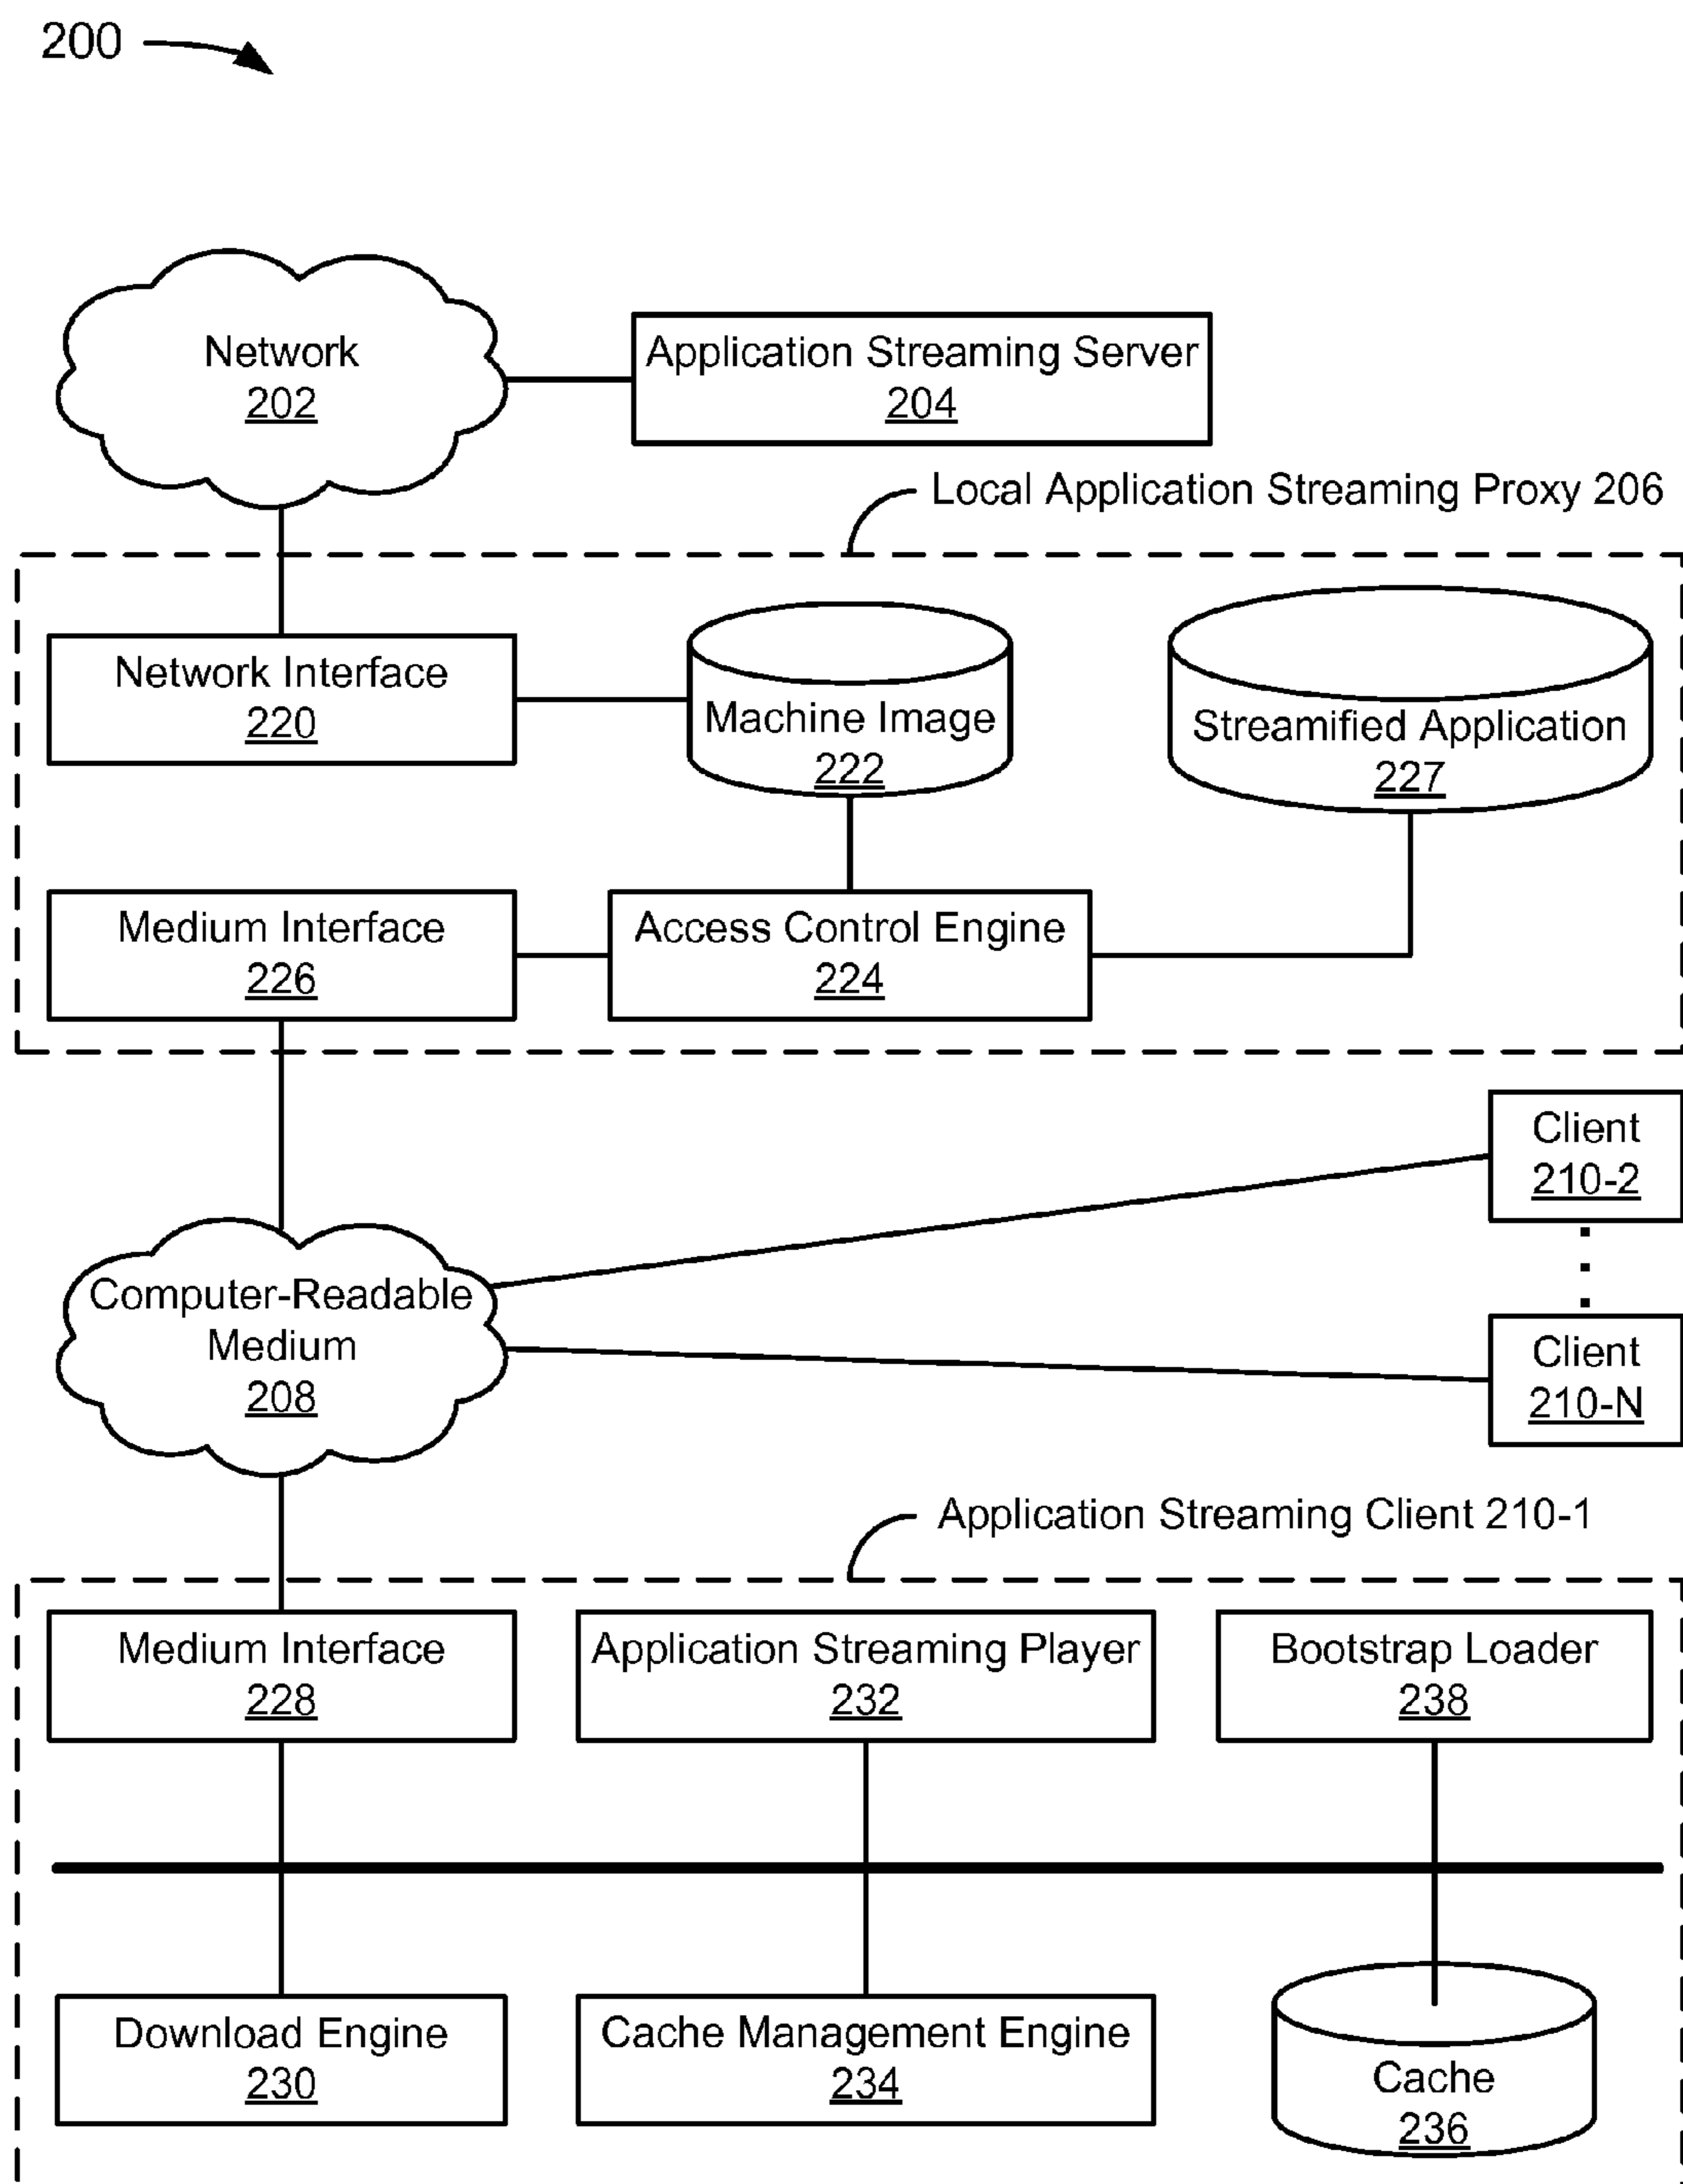 200
Network
202
Application Streaming Server
204
Local Application Streaming Proxy 206
Network Interface
220
Machine Image
222
Streamified Application
227
Medium Interface
226
Access Control Engine
224
Client
210-2
Computer-Readable
Medium
208
Client
210-N
Application Streaming Client 210-1
Medium Interface
228
Application Streaming Player
232
Bootstrap Loader
238
Download Engine
230
Cache Management Engine
234
Cache
236